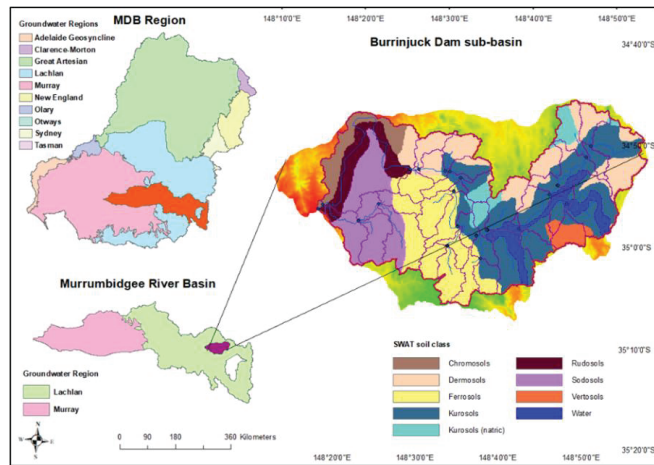 Groundwater Regions
MDB Region
Adelaide Geosyncline
Clarence-Morton
Great Artesian
Lachlan
Murray
New England
Olary
Otways
Sydney
Tasman
148°10'0"E 148°20'0"E 148°30'0"E 148°40'0"E 148°50'0"E
Burrinjuck Dam sub-basin
34°40'0"S
34°50'0"S
35°0'0"S
35°10'0"S
35°20'0"S
Murrumbidgee River Basin
Groundwater Region
Lachlan
Murray
N
W E
S
0 90 180 360 Kilometers
SWAT soil class
Chromosols
Dermosols
Ferrosols
Kurosols
Kurosols (natric)
Rudosols
Sodosols
Vertosols
Water
148°20'0"E 148°30'0"E 148°40'0"E 148°50'0"E